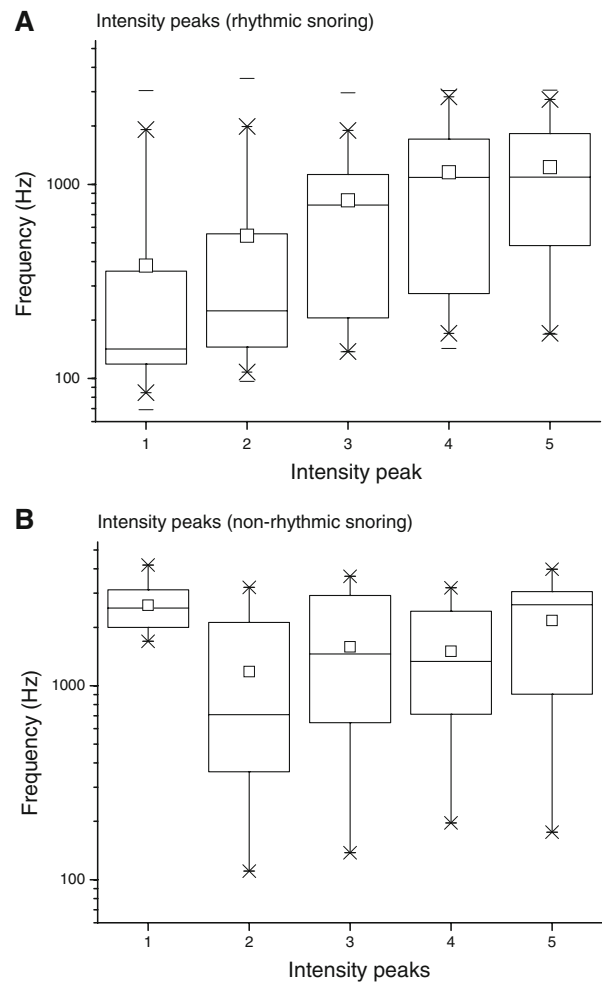 A
Intensity peaks (rhythmic snoring)
Frequency (Hz)
1000
100
1 2 3 4 5
Intensity peak
B
Intensity peaks (non-rhythmic snoring)
Frequency (Hz)
1000
100
1 2 3 4 5
Intensity peaks